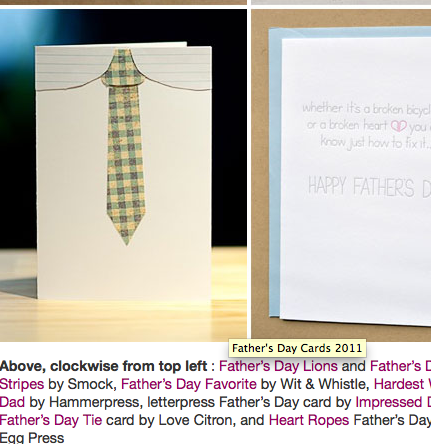 whether it's a broken bicycl
or a broken heart you
know just how to fix it..
HAPPY FATHER'S D
Father's Day Cards 2011
Above, clockwise from top left : Father's Day Lions and Father's D
Stripes by Smock, Father's Day Favorite by Wit & Whistle, Hardest W
Dad by Hammerpress, letterpress Father's Day card by Impressed D
Father's Day Tie card by Love Citron, and Heart Ropes Father's Day
Egg Press